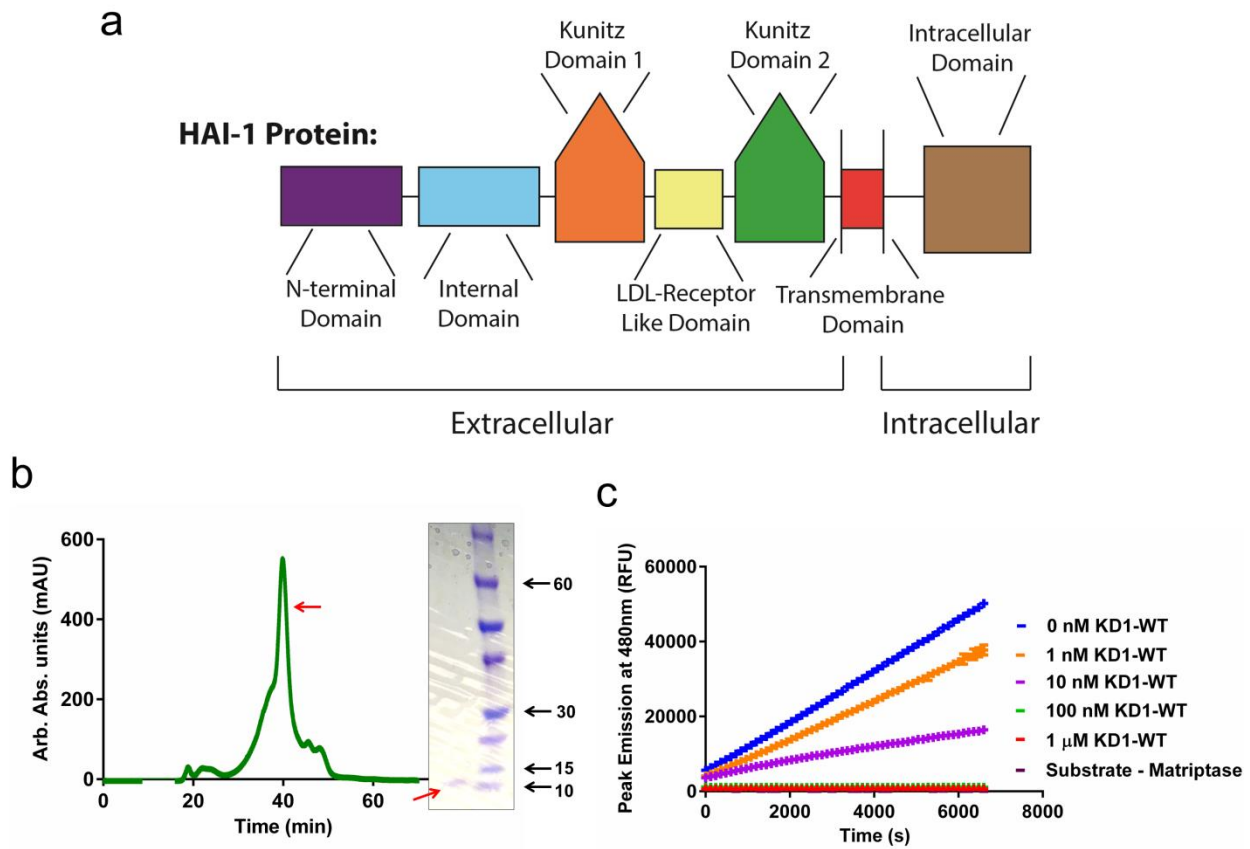 a
Kunitz
Domain 1
Kunitz
Domain 2
Intracellular
Domain
HAI-1 Protein:
N-terminal
Domain
Internal
Domain
LDL-Receptor
Like Domain
Transmembrane
Domain
Extracellular
Intracellular
b
Arb. Abs. units (mAU)
600
400
200
0
0
20
40
60
Time (min)
60
30
15
10
c
Peak Emission at 480nm (RFU)
60000
40000
20000
0
0
2000
4000
6000
8000
Time (s)
0 nM KD1-WT
1 nM KD1-WT
10 nM KD1-WT
100 nM KD1-WT
1 μM KD1-WT
Substrate - Matriptase